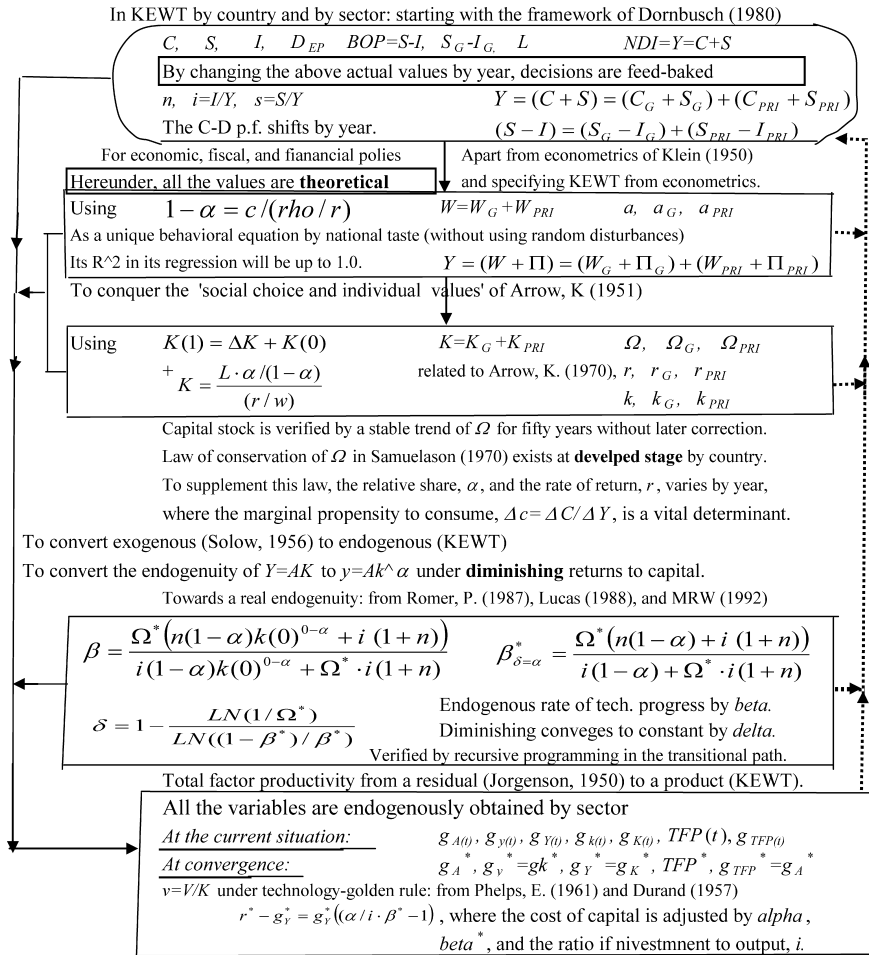 In KEWT by country and by sector: starting with the framework of Dornbusch (1980)
C, S, I, D_EP BOP=S-I, S_G-I_G, L NDI=Y=C+S
By changing the above actual values by year, decisions are feed-baked
n, i=I/Y, s=S/Y Y=(C+S)=(C_G+S_G)+(C_PRI+S_PRI)
The C-D p.f. shifts by year. (S-I)=(S_G-I_G)+(S_PRI-I_PRI)
For economic, fiscal, and fianancial polies Apart from econometrics of Klein (1950)
Hereunder, all the values are theoretical and specifying KEWT from econometrics.
Using 1-α=c/(rho/r) W=W_G+W_PRI a, a_G, a_PRI
As a unique behavioral equation by national taste (without using random disturbances)
Its R^2 in its regression will be up to 1.0. Y=(W+Π)=(W_G+Π_G)+(W_PRI+Π_PRI)
To conquer the 'social choice and individual values' of Arrow, K (1951)
Using K(1)=ΔK+K(0) K=K_G+K_PRI Ω, Ω_G, Ω_PRI
+ K=L·α/(1-α)/(r/w) related to Arrow, K. (1970), r, r_G, r_PRI
k, k_G, k_PRI
Capital stock is verified by a stable trend of Ω for fifty years without later correction.
Law of conservation of Ω in Samuelason (1970) exists at develped stage by country.
To supplement this law, the relative share, α, and the rate of return, r, varies by year,
where the marginal propensity to consume, Δc=ΔC/ΔY, is a vital determinant.
To convert exogenous (Solow, 1956) to endogenous (KEWT)
To convert the endogenuity of Y=AK to y=Ak^α under diminishing returns to capital.
Towards a real endogenuity: from Romer, P. (1987), Lucas (1988), and MRW (1992)
β=Ω*(n(1-α)k(0)^0-α+i (1+n))/i(1-α)k(0)^0-α+Ω*·i(1+n) β*_δ=α=Ω*(n(1-α)+i (1+n))/i(1-α)+Ω*·i(1+n)
Endogenous rate of tech. progress by beta.
δ=1-LN(1/Ω*)/LN((1-β*)/β*) Diminishing conveges to constant by delta.
Verified by recursive programming in the transitional path.
Total factor productivity from a residual (Jorgenson, 1950) to a product (KEWT).
All the variables are endogenously obtained by sector
At the current situation: g_A(t), g_y(t), g_Y(t), g_k(t), g_K(t), TFP(t), g_TFP(t)
At convergence: g_A*, g_y*=gk*, g_Y*=g_K*, TFP*, g_TFP*=g_A*
v=V/K under technology-golden rule: from Phelps, E. (1961) and Durand (1957)
r*-g_Y*=g_Y*((α/i·β*-1), where the cost of capital is adjusted by alpha,
beta*, and the ratio if nivestmnent to output, i.